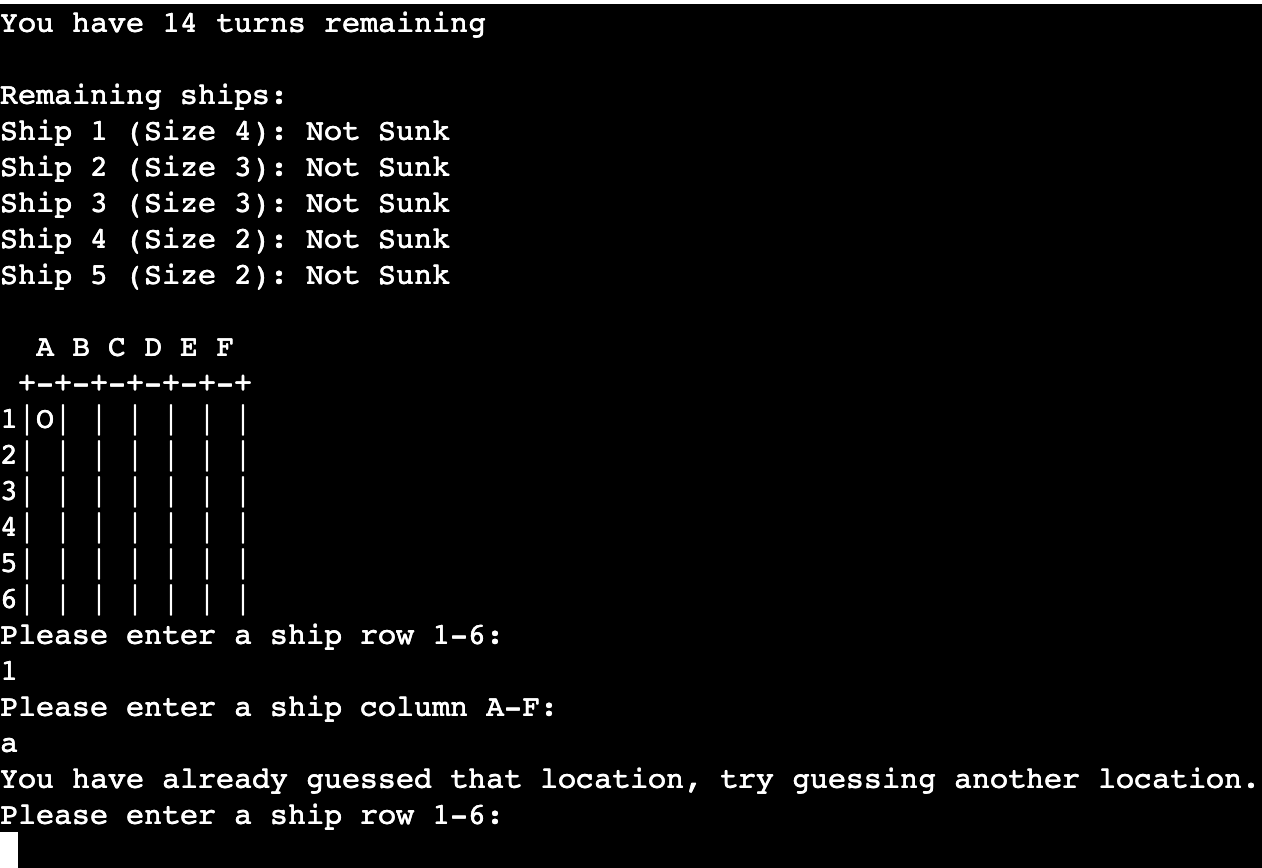 You have 14 turns remaining
Remaining ships:
Ship 1 (Size 4): Not Sunk
Ship 2 (Size 3): Not Sunk
Ship 3 (Size 3): Not Sunk
Ship 4 (Size 2): Not Sunk
Ship 5 (Size 2): Not Sunk
  A B C D E F
 +-+-+-+-+-+-+
1|O| | | | | |
2| | | | | | |
3| | | | | | |
4| | | | | | |
5| | | | | | |
6| | | | | | |
Please enter a ship row 1-6:
1
Please enter a ship column A-F:
a
You have already guessed that location, try guessing another location.
Please enter a ship row 1-6: